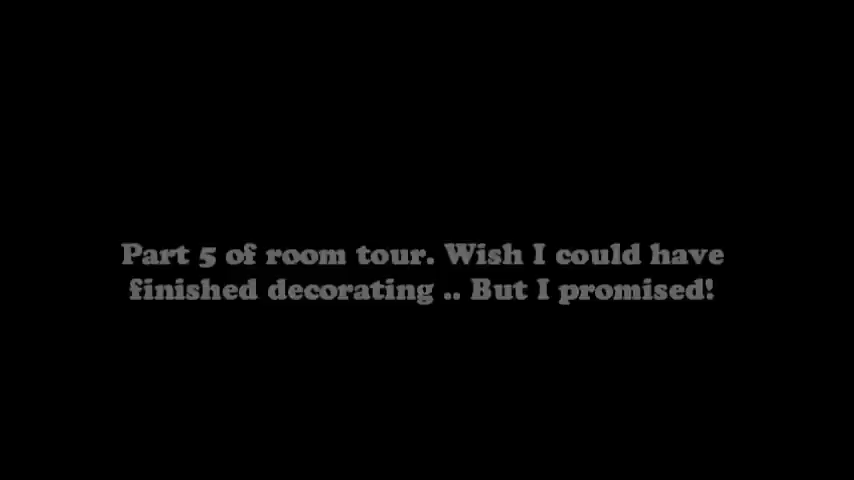 Part 5 of room tour. Wish I could have
finished decorating .. But I promised!